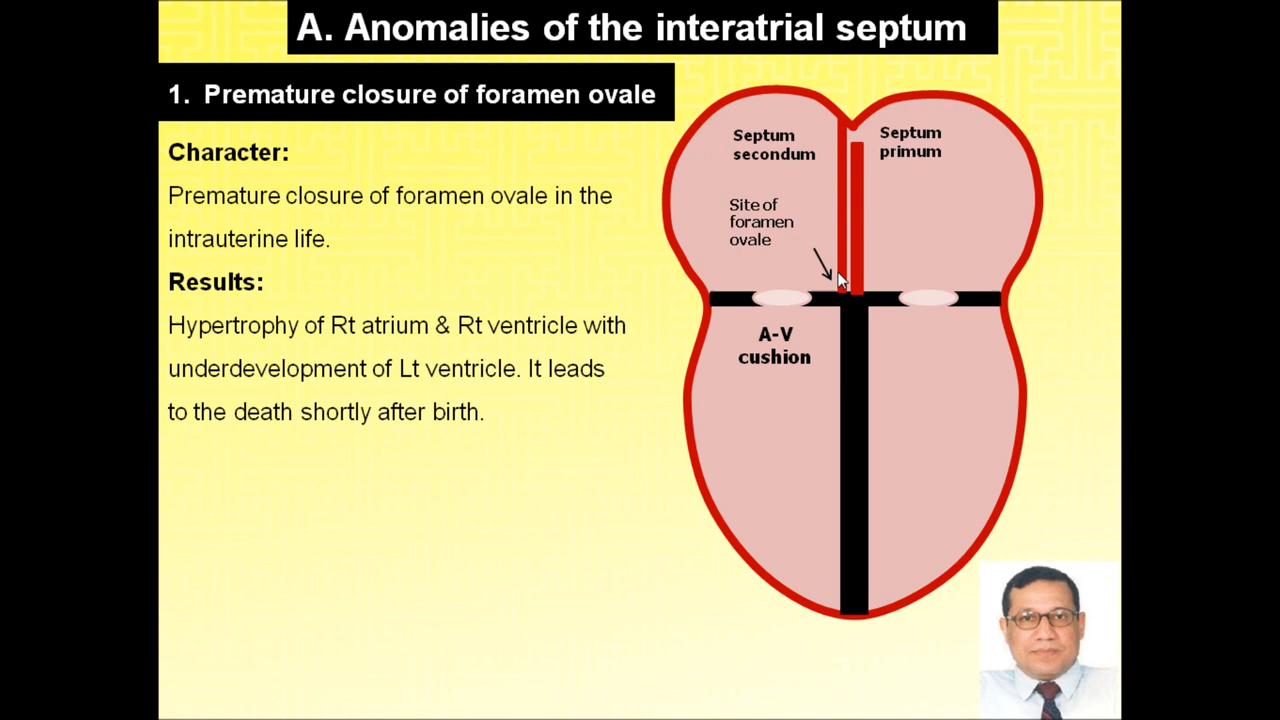 A. Anomalies of the interatrial septum
1. Premature closure of foramen ovale
Character:
Premature closure of foramen ovale in the
intrauterine life.
Results:
Hypertrophy of Rt atrium & Rt ventricle with
underdevelopment of Lt ventricle. It leads
to the death shortly after birth.
Septum
secondum
Septum
primum
Site of
foramen
ovale
A-V
cushion